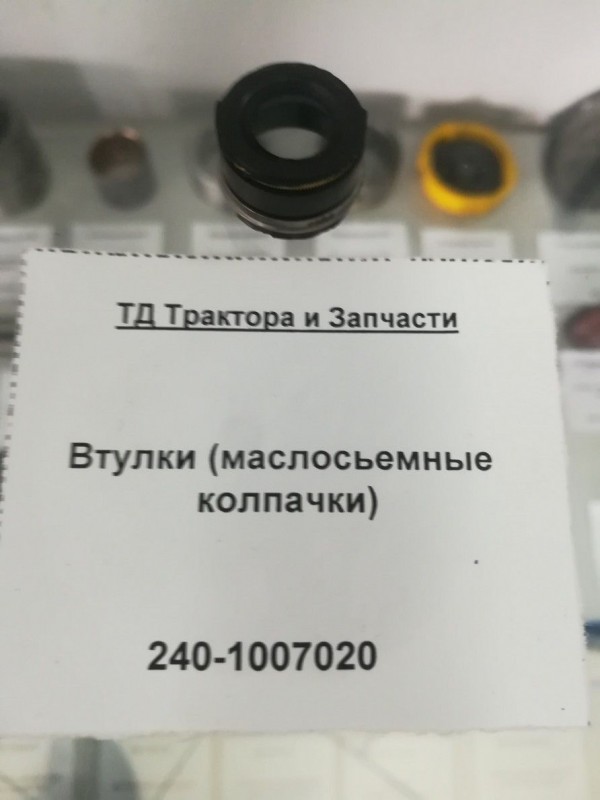 ТД Трактора и Запчасти
Втулки (маслосьемные
колпачки)
240-1007020